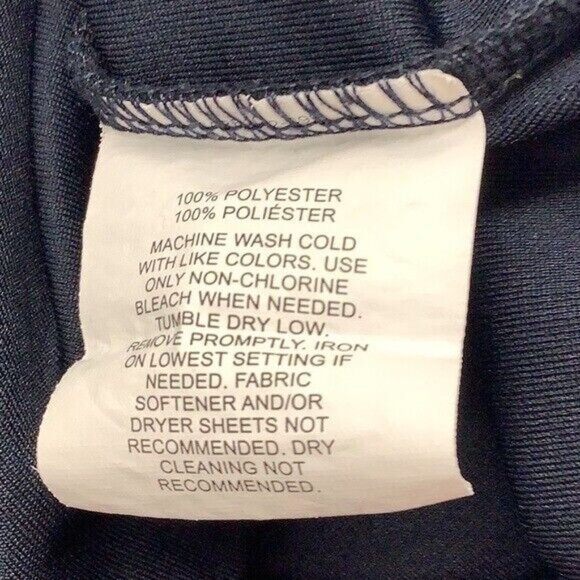 100% POLYESTER
100% POLIÉSTER
MACHINE WASH COLD
WITH LIKE COLORS. USE
ONLY NON-CHLORINE
BLEACH WHEN NEEDED.
TUMBLE DRY LOW.
REMOVE PROMPTLY. IRON
ON LOWEST SETTING IF
NEEDED. FABRIC
SOFTENER AND/OR
DRYER SHEETS NOT
RECOMMENDED. DRY
CLEANING NOT
RECOMMENDED.